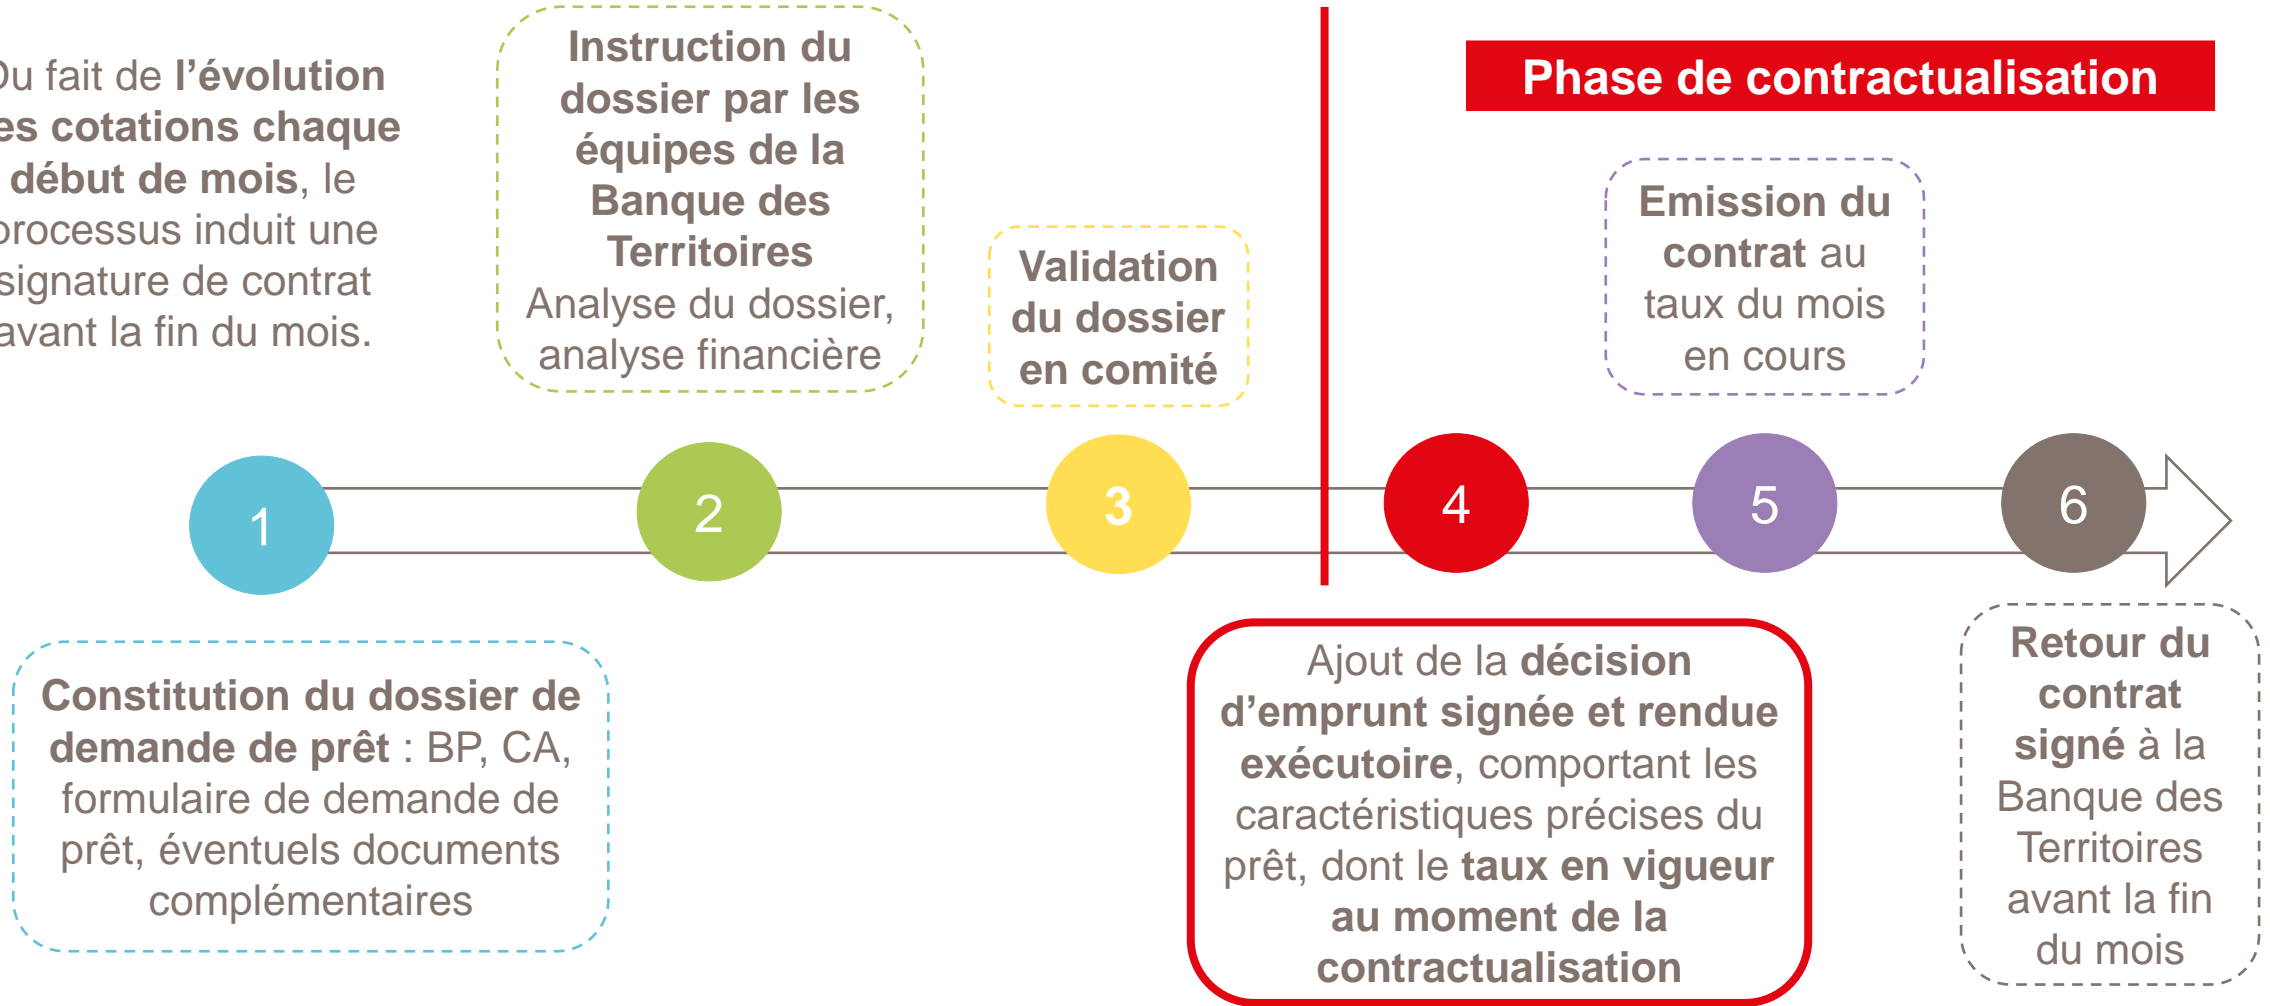 Du fait de l’évolution
es cotations chaque
début de mois, le
processus induit une
signature de contrat
avant la fin du mois.
Instruction du
dossier par les
équipes de la
Banque des
Territoires
Analyse du dossier,
analyse financière
Validation
du dossier
en comité
Phase de contractualisation
Emission du
contrat au
taux du mois
en cours
1
2
3
4
5
6
Constitution du dossier de
demande de prêt : BP, CA,
formulaire de demande de
prêt, éventuels documents
complémentaires
Ajout de la décision
d’emprunt signée et rendue
exécutoire, comportant les
caractéristiques précises du
prêt, dont le taux en vigueur
au moment de la
contractualisation
Retour du
contrat
signé à la
Banque des
Territoires
avant la fin
du mois